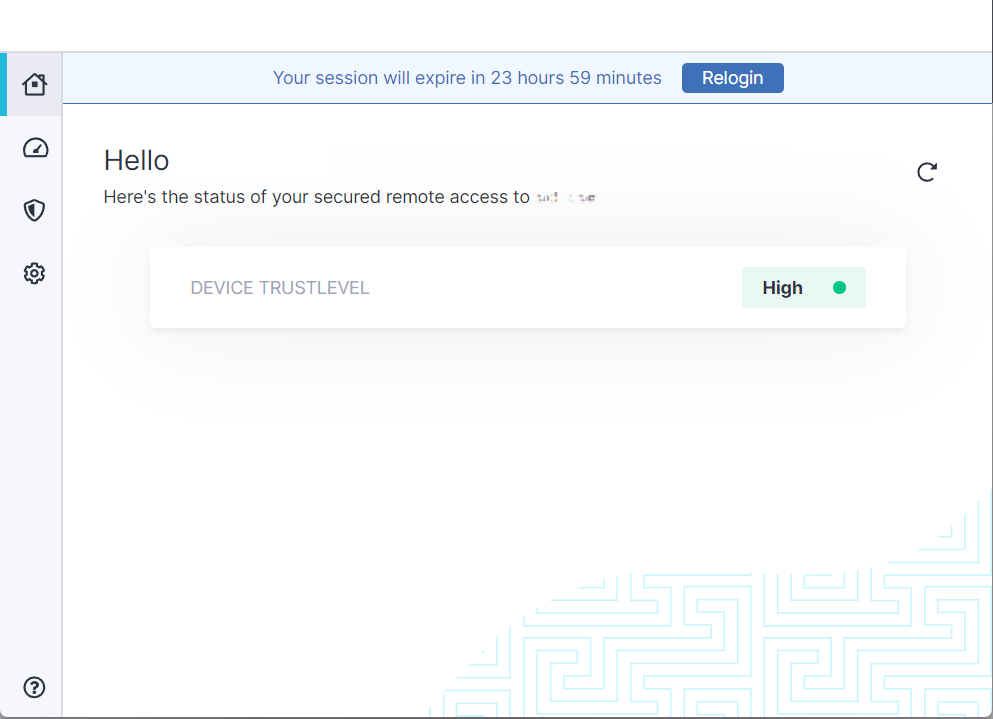 Your session will expire in 23 hours 59 minutes
Relogin
Hello
Here's the status of your secured remote access to
DEVICE TRUSTLEVEL
High